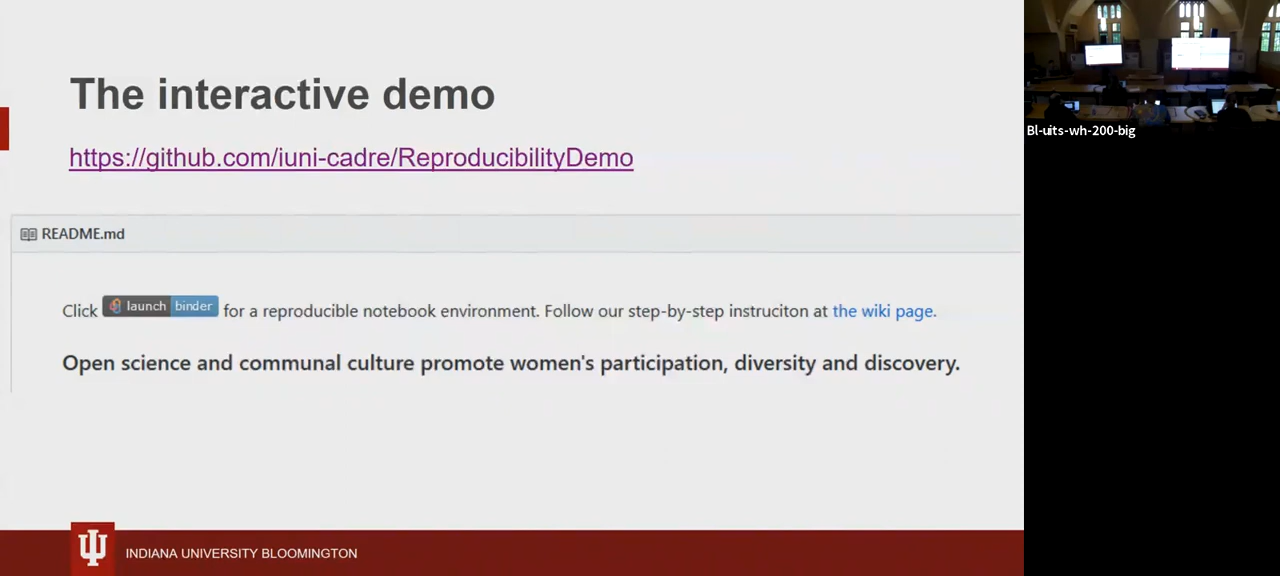 The interactive demo
https://github.com/iuni-cadre/ReproducibilityDemo
README.md
Click launch binder for a reproducible notebook environment. Follow our step-by-step instruciton at the wiki page.
Open science and communal culture promote women's participation, diversity and discovery.
INDIANA UNIVERSITY BLOOMINGTON
Bl-uits-wh-200-big